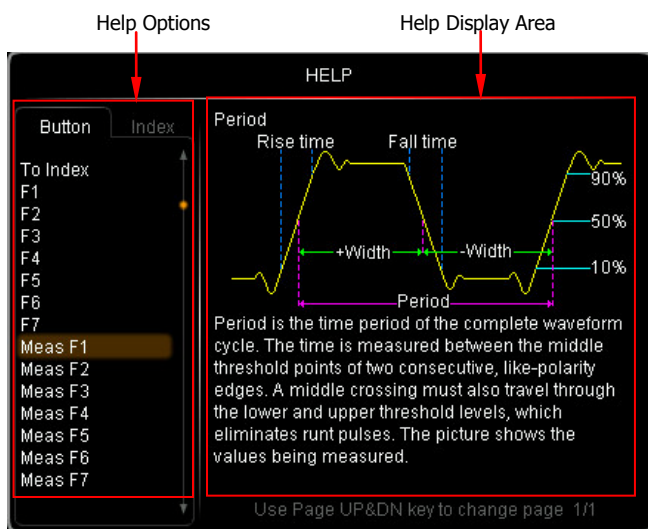 Help Options
Help Display Area
HELP
Button
Index
To Index
F1
F2
F3
F4
F5
F6
F7
Meas F1
Meas F2
Meas F3
Meas F4
Meas F5
Meas F6
Meas F7
Period
Rise time
Fall time
90%
50%
+Width
-Width
10%
Period
Period is the time period of the complete waveform
cycle. The time is measured between the middle
threshold points of two consecutive, like-polarity
edges. A middle crossing must also travel through
the lower and upper threshold levels, which
eliminates runt pulses. The picture shows the
values being measured.
Use Page UP&DN key to change page 1/1